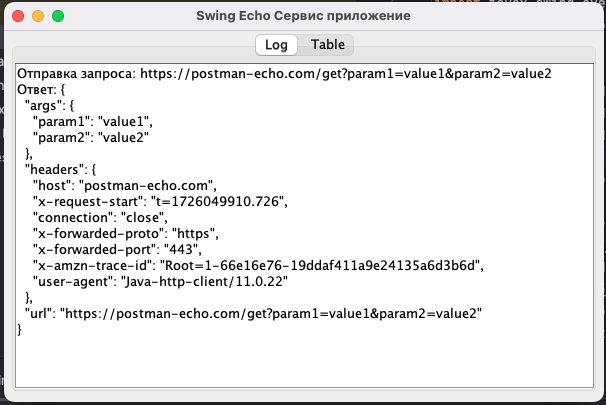 Swing Echo Сервис приложение
Log Table
Отправка запроса: https://postman-echo.com/get?param1=value1&param2=value2
Ответ: {
  "args": {
    "param1": "value1",
    "param2": "value2"
  },
  "headers": {
    "host": "postman-echo.com",
    "x-request-start": "t=1726049910.726",
    "connection": "close",
    "x-forwarded-proto": "https",
    "x-forwarded-port": "443",
    "x-amzn-trace-id": "Root=1-66e16e76-19ddaf411a9e24135a6d3b6d",
    "user-agent": "Java-http-client/11.0.22"
  },
  "url": "https://postman-echo.com/get?param1=value1&param2=value2"
}